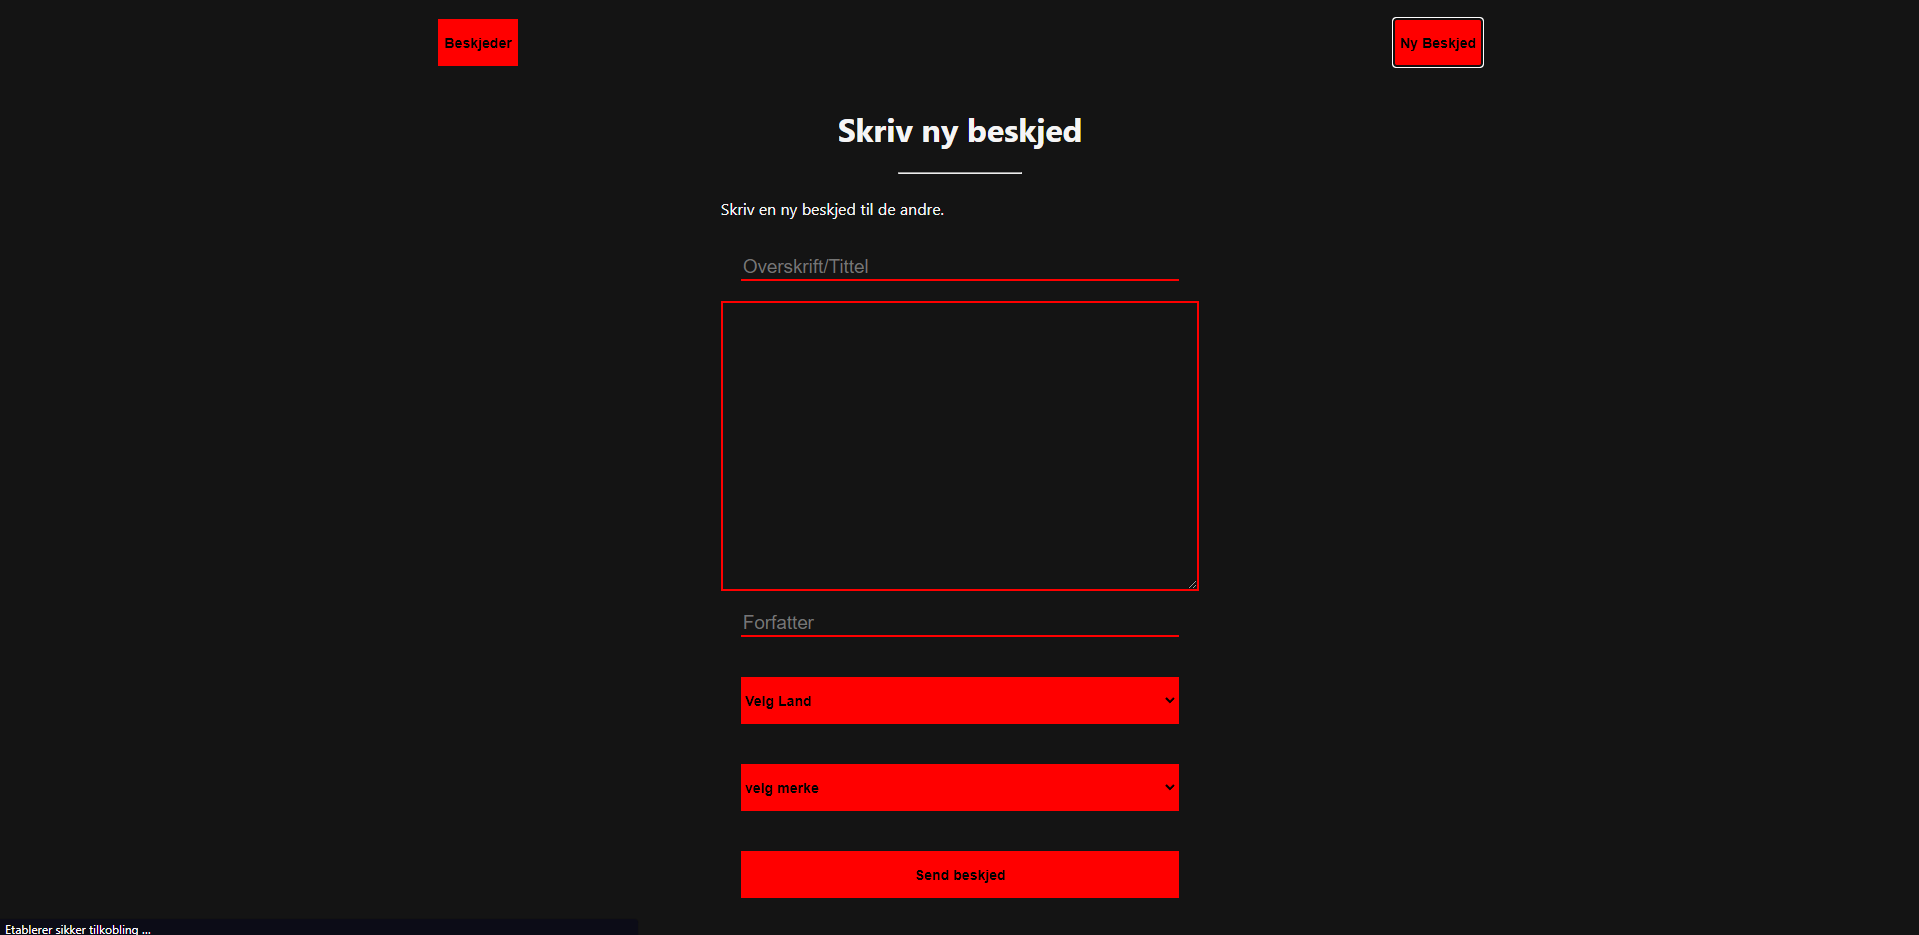 Beskjeder
Ny Beskjed
Skriv ny beskjed
Skriv en ny beskjed til de andre.
Overskrift/Tittel
Forfatter
Velg Land
velg merke
Send beskjed
Etablerer sikker tilkobling ...